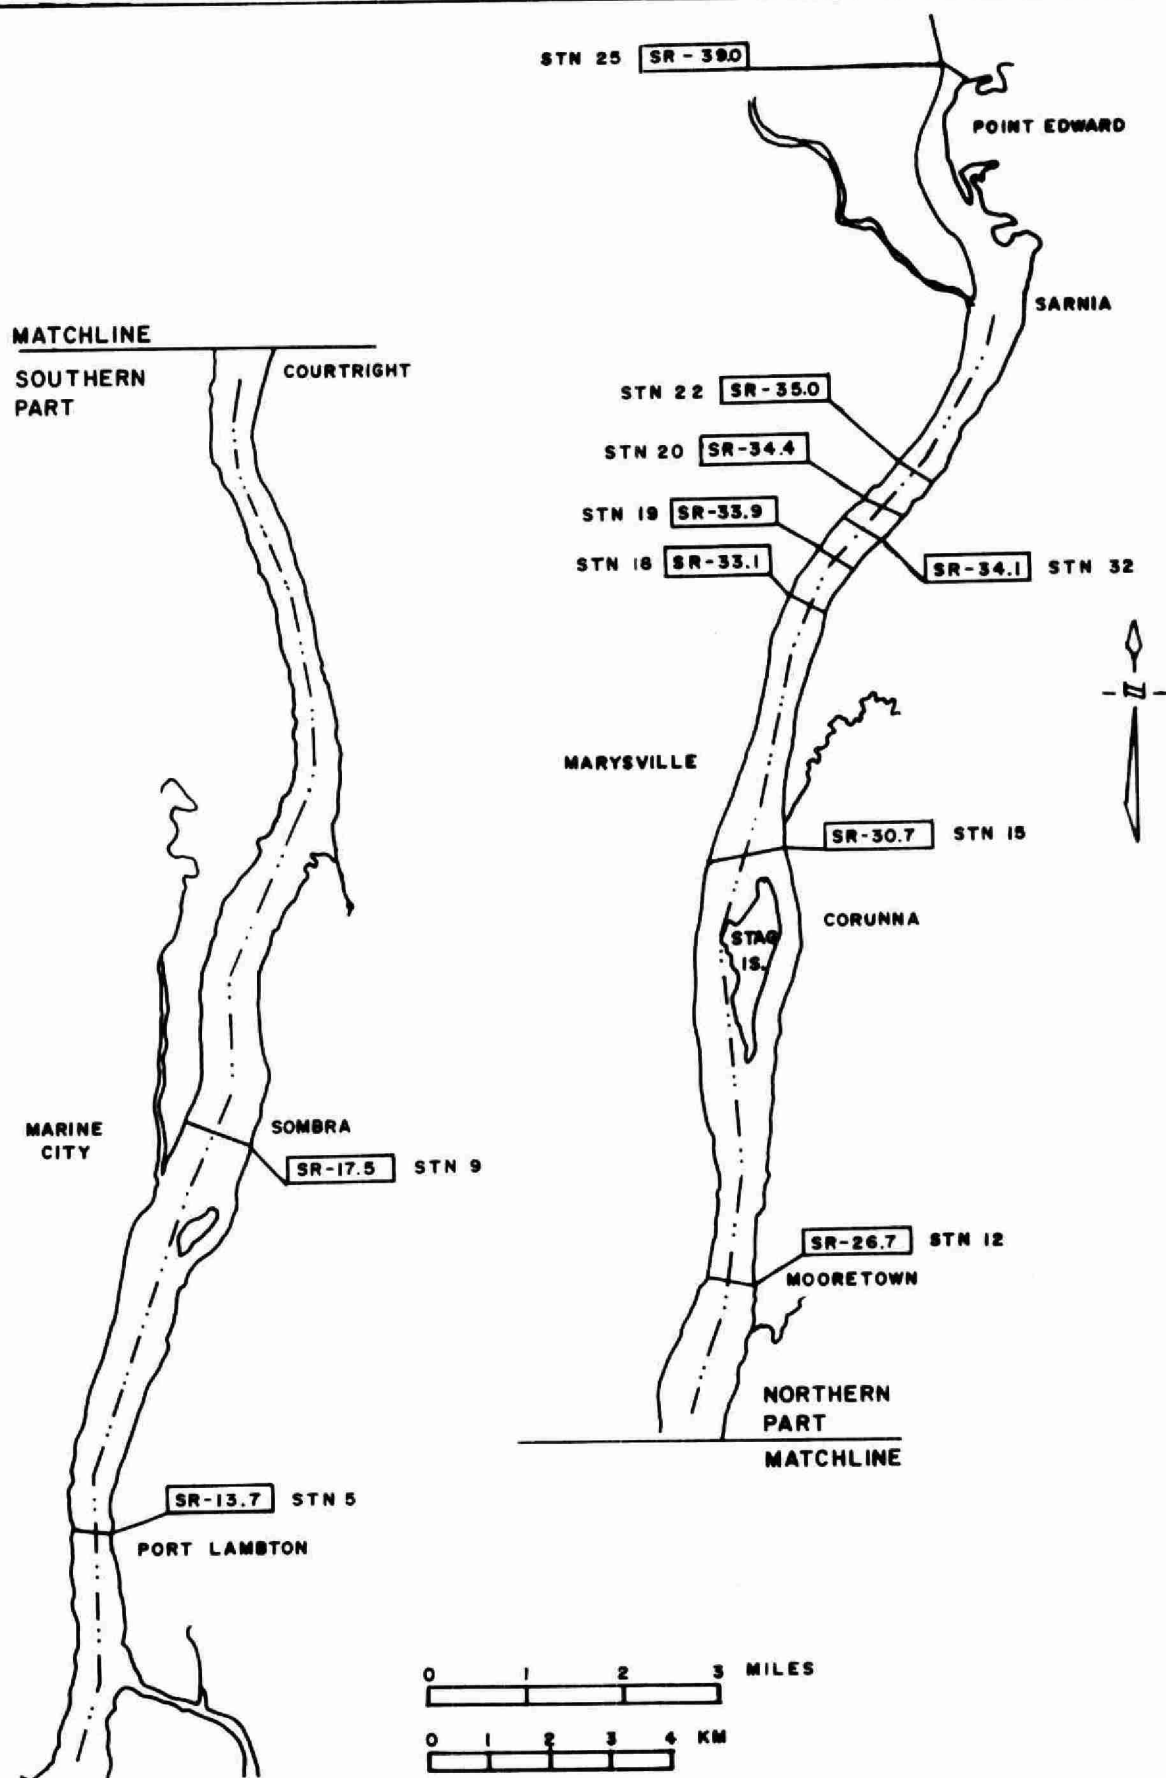 STN 25 SR - 39.0
POINT EDWARD
SARNIA
MATCHLINE
SOUTHERN
PART
COURTRIGHT
STN 22 SR-35.0
STN 20 SR-34.4
STN 19 SR-33.9
STN 18 SR-33.1
SR-34.1 STN 32
MARYSVILLE
SR-30.7 STN 15
CORUNNA
STAG
IS.
MARINE
CITY
SOMBRA
SR-17.5 STN 9
SR-26.7 STN 12
MOORETOWN
NORTHERN
PART
MATCHLINE
SR-13.7 STN 5
PORT LAMBTON
0 1 2 3 MILES
0 1 2 3 4 KM